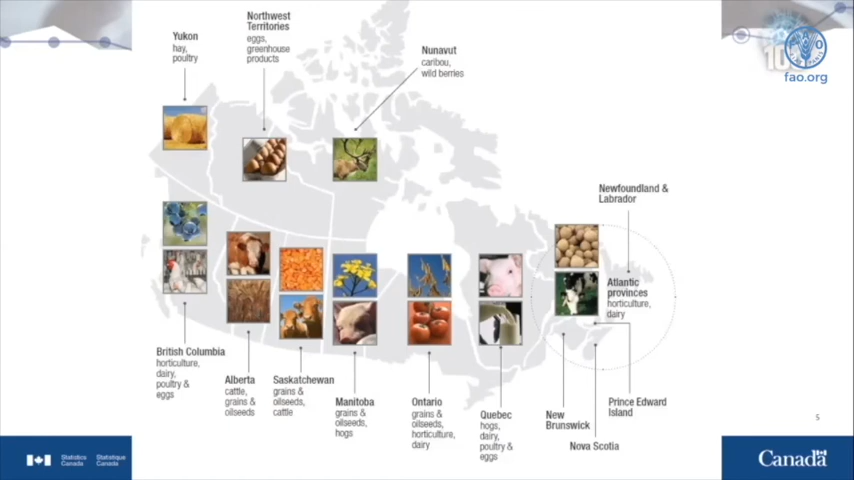 Yukon
hay,
poultry
Northwest
Territories
eggs,
greenhouse
products
Nunavut
caribou,
wild berries
fao.org
Newfoundland &
Labrador
Atlantic
provinces
horticulture,
dairy
British Columbia
horticulture,
dairy,
poultry &
eggs
Alberta
cattle,
grains &
oilseeds
Saskatchewan
grains &
oilseeds,
cattle
Manitoba
grains &
oilseeds,
hogs
Ontario
grains &
oilseeds,
horticulture,
dairy
Quebec
hogs,
dairy,
poultry &
eggs
New
Brunswick
Nova Scotia
Prince Edward
Island
5
Statistics
Canada
Statistique
Canada
Canada